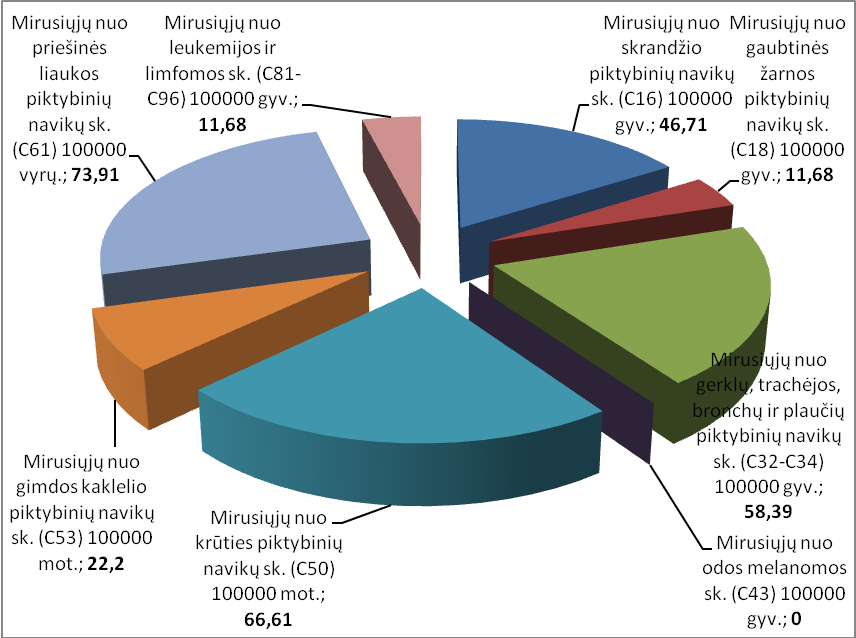 Mirusiųjų nuo
priešinės
liaukos
piktybinių
navikų sk.
(C61) 100000
vyrų.; 73,91
Mirusiųjų nuo
leukemijos ir
limfomos sk. (C81-
C96) 100000 gyv.;
11,68
Mirusiųjų nuo
skrandžio
piktybinių navikų
sk. (C16) 100000
gyv.; 46,71
Mirusiųjų nuo
gaubtinės
žarnos
piktybinių
navikų sk.
(C18) 100000
gyv.; 11,68
Mirusiųjų nuo
gerklų, trachėjos,
bronchų ir plaučių
piktybinių navikų
sk. (C32-C34)
100000 gyv.;
58,39
Mirusiųjų nuo
odos melanomos
sk. (C43) 100000
gyv.; 0
Mirusiųjų nuo
krūties piktybinių
navikų sk. (C50)
100000 mot.;
66,61
Mirusiųjų nuo
gimdos kaklelio
piktybinių navikų
sk. (C53) 100000
mot.; 22,2